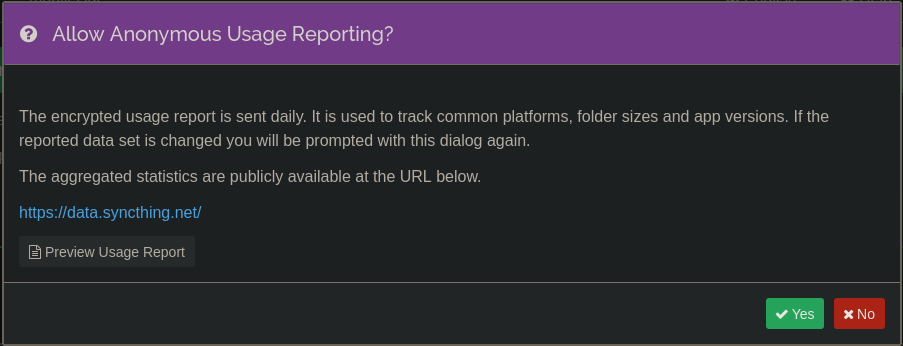 Allow Anonymous Usage Reporting?
The encrypted usage report is sent daily. It is used to track common platforms, folder sizes and app versions. If the
reported data set is changed you will be prompted with this dialog again.
The aggregated statistics are publicly available at the URL below.
https://data.syncthing.net/
Preview Usage Report
Yes No